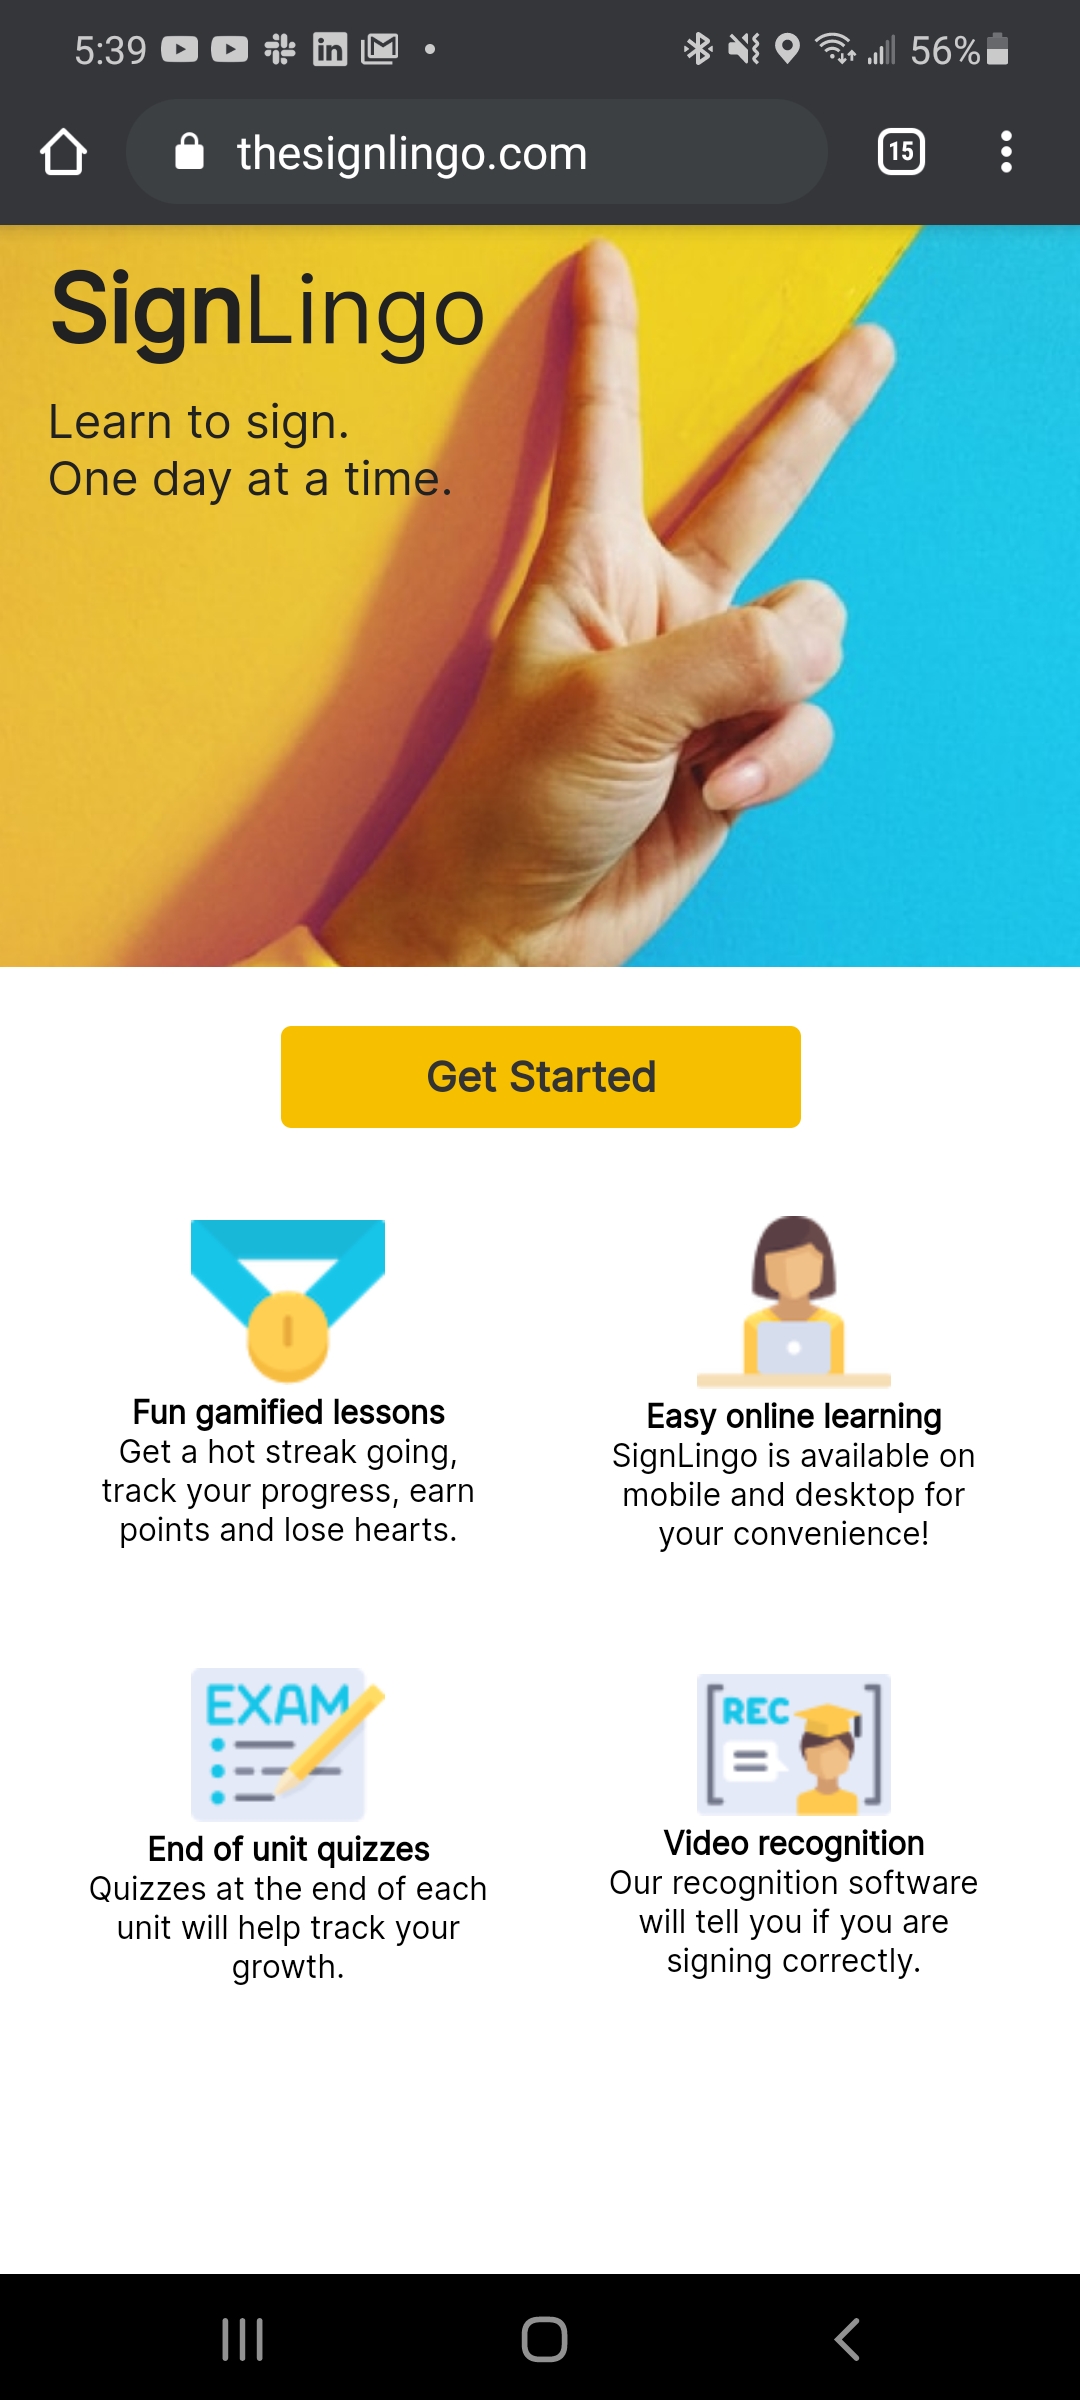 5:39
56%
thesignlingo.com
15
SignLingo
Learn to sign.
One day at a time.
Get Started
Fun gamified lessons
Get a hot streak going,
track your progress, earn
points and lose hearts.
Easy online learning
SignLingo is available on
mobile and desktop for
your convenience!
EXAM
End of unit quizzes
Quizzes at the end of each
unit will help track your
growth.
REC
Video recognition
Our recognition software
will tell you if you are
signing correctly.